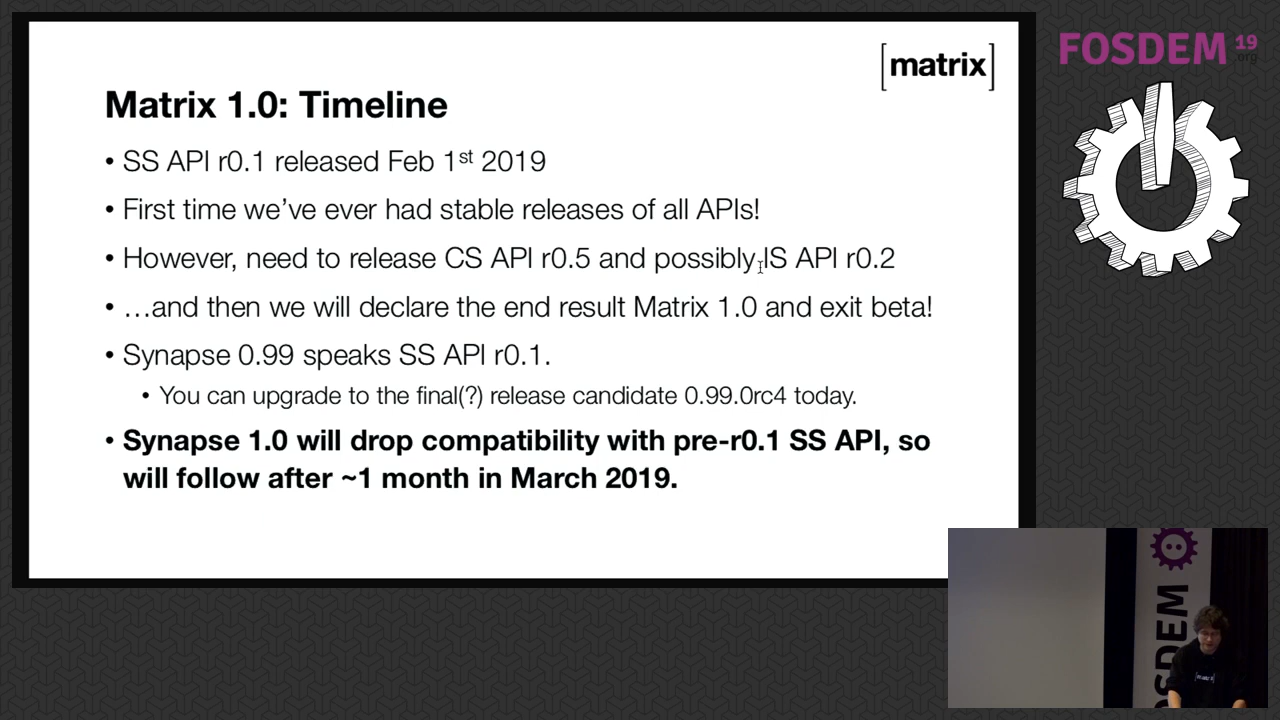 [matrix]
FOSDEM 19
.org
Matrix 1.0: Timeline
• SS API r0.1 released Feb 1st 2019
• First time we’ve ever had stable releases of all APIs!
• However, need to release CS API r0.5 and possibly IS API r0.2
• …and then we will declare the end result Matrix 1.0 and exit beta!
• Synapse 0.99 speaks SS API r0.1.
• You can upgrade to the final(?) release candidate 0.99.0rc4 today.
• Synapse 1.0 will drop compatibility with pre-r0.1 SS API, so
will follow after ~1 month in March 2019.
FOSDEM